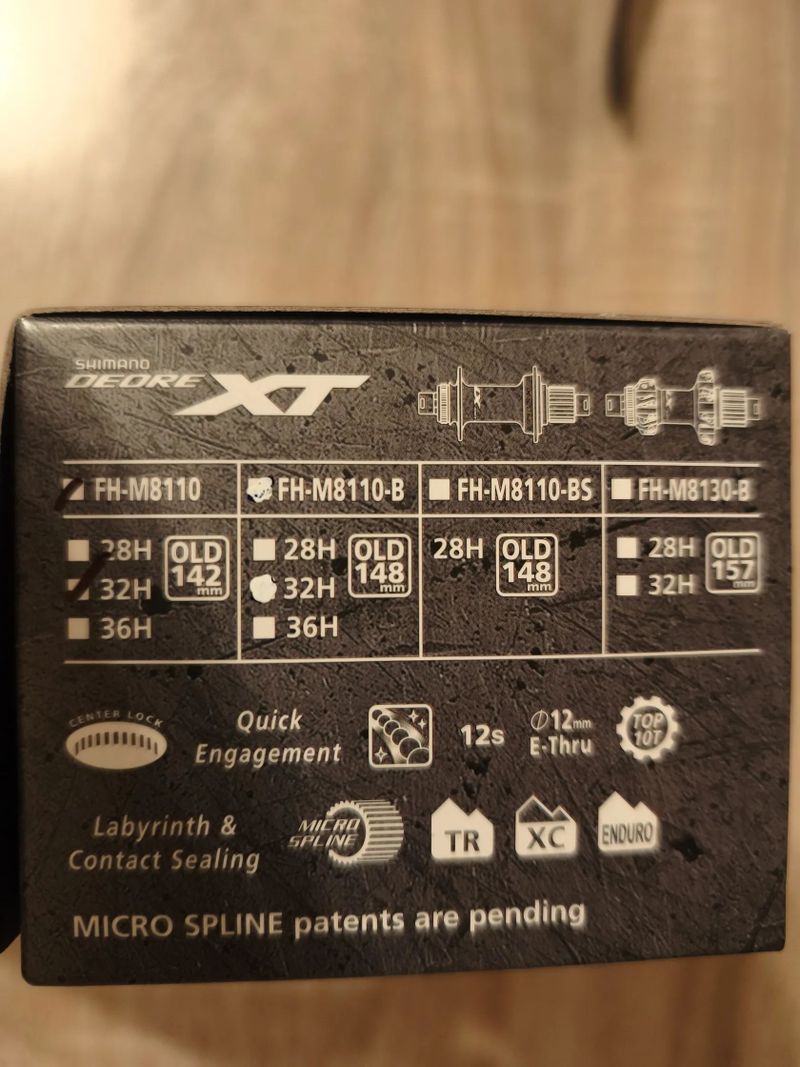 SHIMANO
DEORE XT
FH-M8110 FH-M8110-B FH-M8110-BS FH-M8130-B
28H OLD 142 mm 28H OLD 148 mm 28H OLD 148 mm 28H OLD 157 mm
32H 32H 32H
36H 36H
CENTER LOCK
Quick
Engagement
12s
∅12mm
E-Thru
TOP
10T
Labyrinth &
Contact Sealing
MICRO
SPLINE
TR
XC
ENDURO
MICRO SPLINE patents are pending